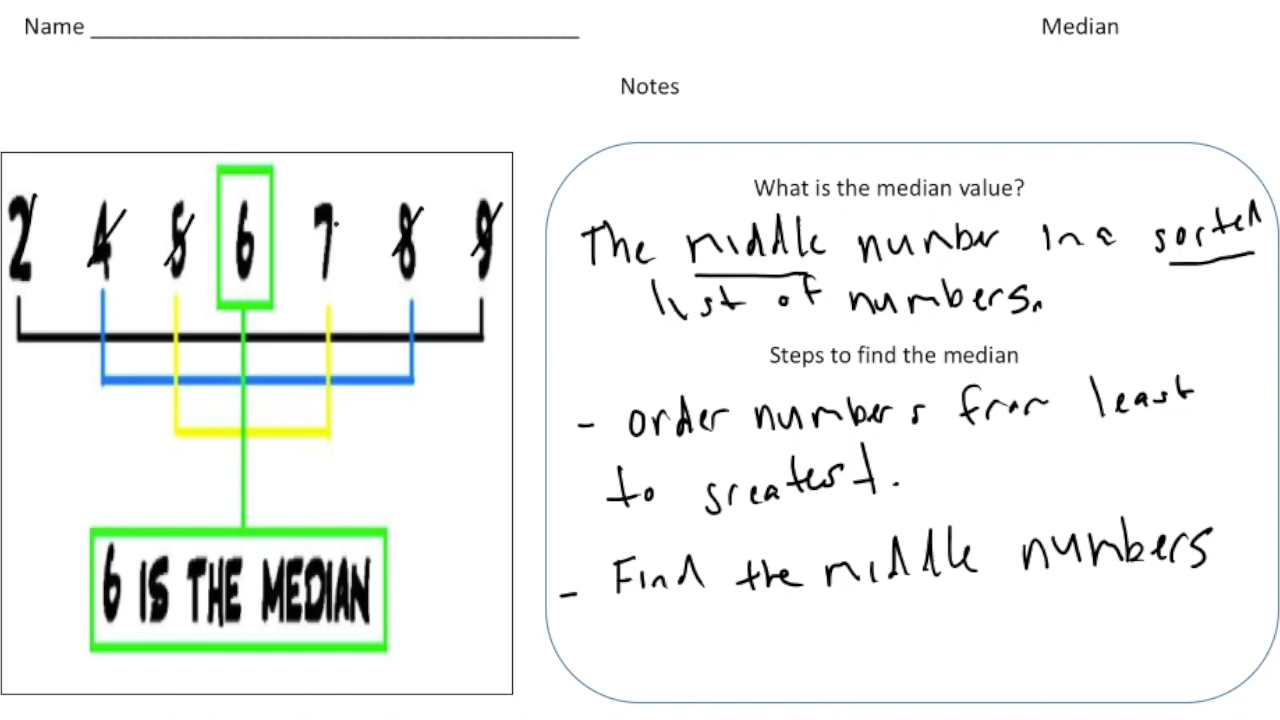 Name ______________________________________
Median
Notes
2 4 5 6 7 8 9
6 IS THE MEDIAN
What is the median value?
The middle number in a sorted
list of numbers.
Steps to find the median
- order numbers from least
to greatest.
- Find the middle numbers